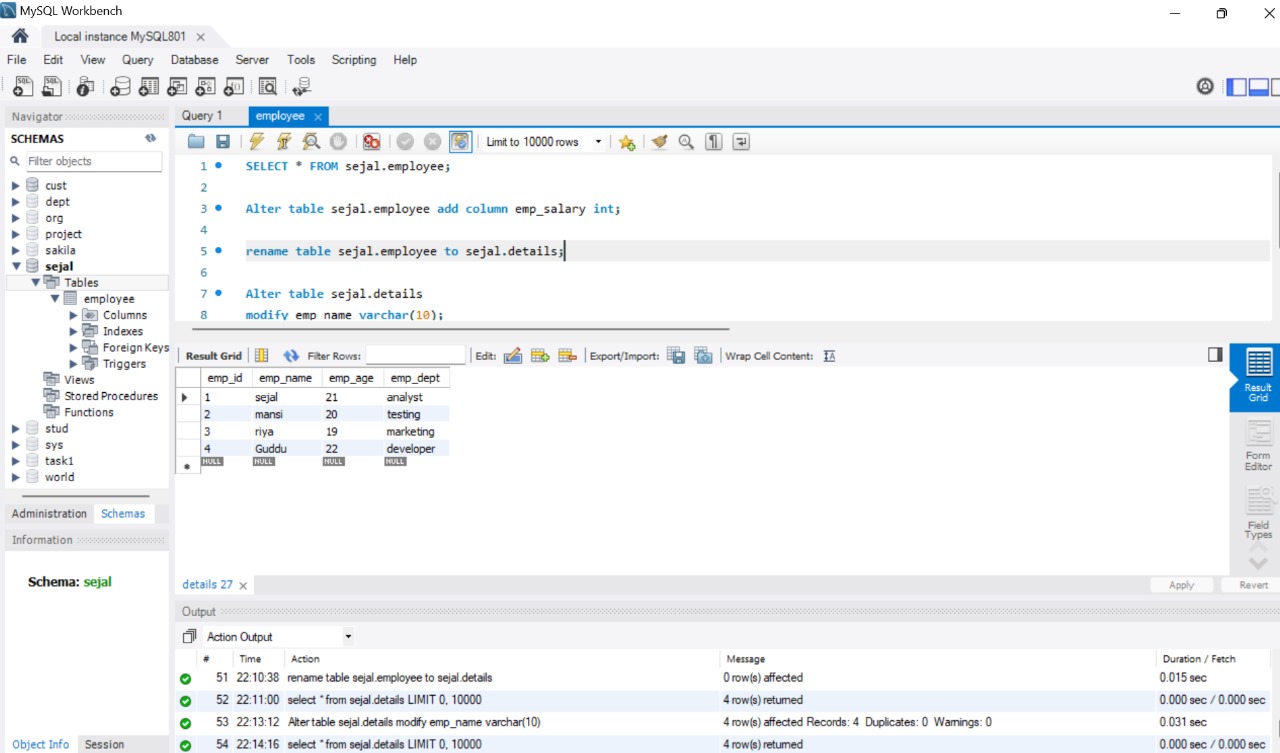 MySQL Workbench
Local instance MySQL801
File Edit View Query Database Server Tools Scripting Help
Navigator
SCHEMAS
Filter objects
cust
dept
org
project
sakila
sejal
Tables
employee
Columns
Indexes
Foreign Keys
Triggers
Views
Stored Procedures
Functions
stud
sys
task1
world
Administration Schemas
Information
Schema: sejal
Object Info Session
Query 1 employee
Limit to 10000 rows
1 SELECT * FROM sejal.employee;
2
3 Alter table sejal.employee add column emp_salary int;
4
5 rename table sejal.employee to sejal.details;
6
7 Alter table sejal.details
8 modify emp_name varchar(10);
Result Grid Filter Rows: Edit: Export/Import: Wrap Cell Content: IA
emp_id emp_name emp_age emp_dept
1 sejal 21 analyst
2 mansi 20 testing
3 riya 19 marketing
4 Guddu 22 developer
* NULL NULL NULL NULL
Result
Grid
Form
Editor
Field
Types
details 27 Apply Revert
Output
Action Output
# Time Action Message Duration / Fetch
51 22:10:38 rename table sejal.employee to sejal.details 0 row(s) affected 0.015 sec
52 22:11:00 select * from sejal.details LIMIT 0, 10000 4 row(s) returned 0.000 sec / 0.000 sec
53 22:13:12 Alter table sejal.details modify emp_name varchar(10) 4 row(s) affected Records: 4 Duplicates: 0 Warnings: 0 0.031 sec
54 22:14:16 select * from sejal.details LIMIT 0, 10000 4 row(s) returned 0.000 sec / 0.000 sec